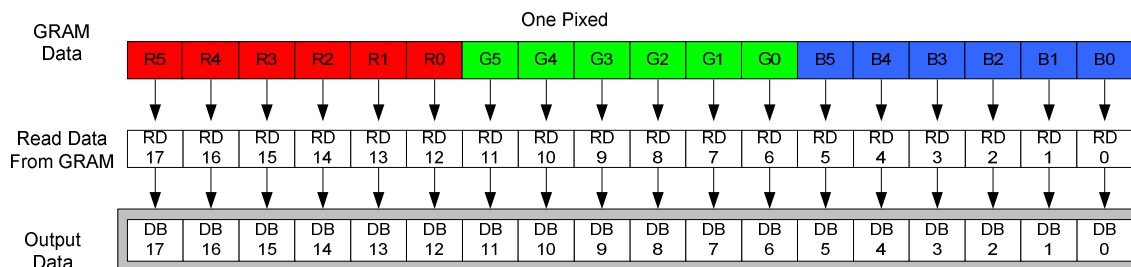 One Pixed
GRAM
Data
R5 R4 R3 R2 R1 R0 G5 G4 G3 G2 G1 G0 B5 B4 B3 B2 B1 B0
Read Data
From GRAM
RD RD RD RD RD RD RD RD RD RD RD RD RD RD RD RD RD RD
17 16 15 14 13 12 11 10 9 8 7 6 5 4 3 2 1 0
Output
Data
DB DB DB DB DB DB DB DB DB DB DB DB DB DB DB DB DB DB
17 16 15 14 13 12 11 10 9 8 7 6 5 4 3 2 1 0